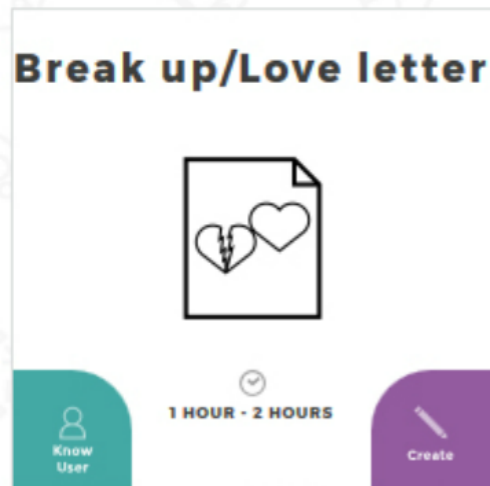 Break up/Love letter
1 HOUR - 2 HOURS
Know
User
Create